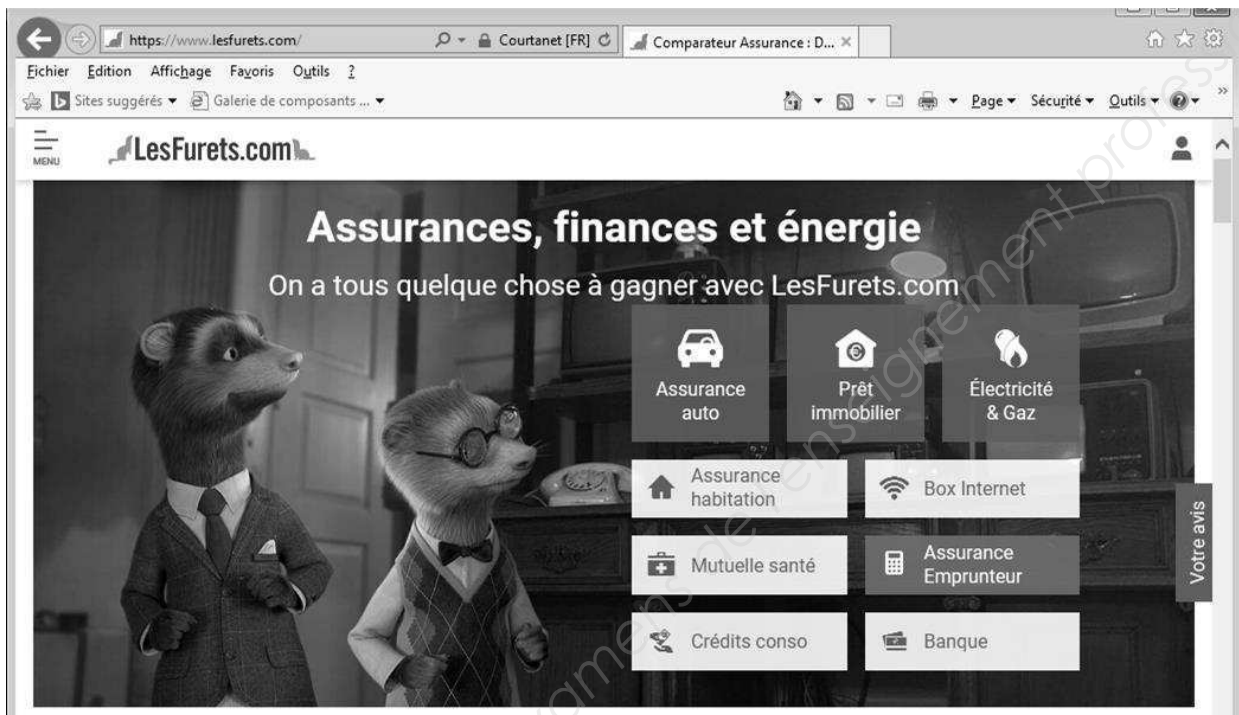 https://www.lesfurets.com/
Courtanet [FR]
Comparateur Assurance : D...
Fichier Edition Affichage Favoris Outils ?
Sites suggérés Galerie de composants ...
Page Sécurité Outils
MENU
LesFurets.com
Assurances, finances et énergie
On a tous quelque chose à gagner avec LesFurets.com
Assurance
auto
Prêt
immobilier
Électricité
& Gaz
Assurance
habitation
Box Internet
Mutuelle santé
Assurance
Emprunteur
Crédits conso
Banque
Votre avis